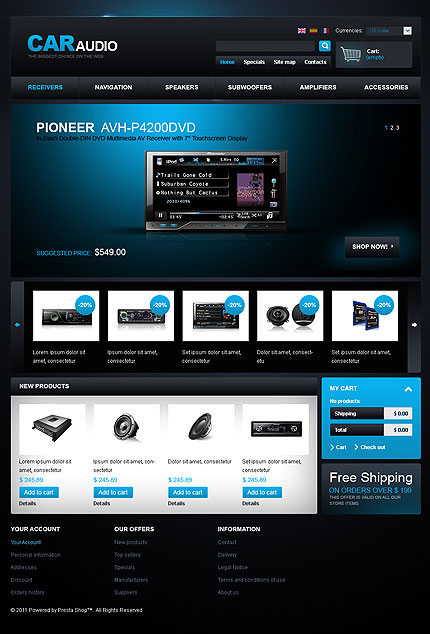 CAR AUDIO
THE BIGGEST CHOICE ON THE WEB
Currencies: US Dollar
Home Specials Site map Contacts
Cart:
(empty)
RECEIVERS NAVIGATION SPEAKERS SUBWOOFERS AMPLIFIERS ACCESSORIES
PIONEER AVH-P4200DVD
In-Dash Double-DIN DVD Multimedia AV Receiver with 7" Touchscreen Display
1 2 3
iPod
Trails Gone Cold
Suburban Coyote
Nothing But Cactus
2010/4096
SUGGESTED PRICE: $549.00
SHOP NOW!
-20% -20% -20% -20% -20%
Lorem ipsum dolor sit amet, Ipsum dolor sit amet, consectetur Set ipsum dolor sit amet, consectetur Dolor sit amet, consect-etu Set ipsum dolor sit amet, consectetur
NEW PRODUCTS
Lorem ipsum dolor sit amet, consectetur
$ 245.89
Add to cart
Details
Ipsum dolor sit amet, con-sectetur
$ 245.89
Add to cart
Details
Dolor sit amet, consectetur
$ 245.89
Add to cart
Details
Set ipsum dolor sit amet, consectetur
$ 245.89
Add to cart
Details
MY CART
No products
Shipping $ 0.00
Total $ 0.00
Cart Check out
Free Shipping
ON ORDERS OVER $ 199
THIS OFFER IS VALID ON ALL OUR
STORE ITEMS
YOUR ACCOUNT
Your Account
Personal information
Addresses
Discount
Orders history
OUR OFFERS
New products
Top sellers
Specials
Manufacturers
Suppliers
INFORMATION
Contact
Delivery
Legal Notice
Terms and conditions of use
About us
© 2011 Powered by Presta Shop™. All Rights Reserved